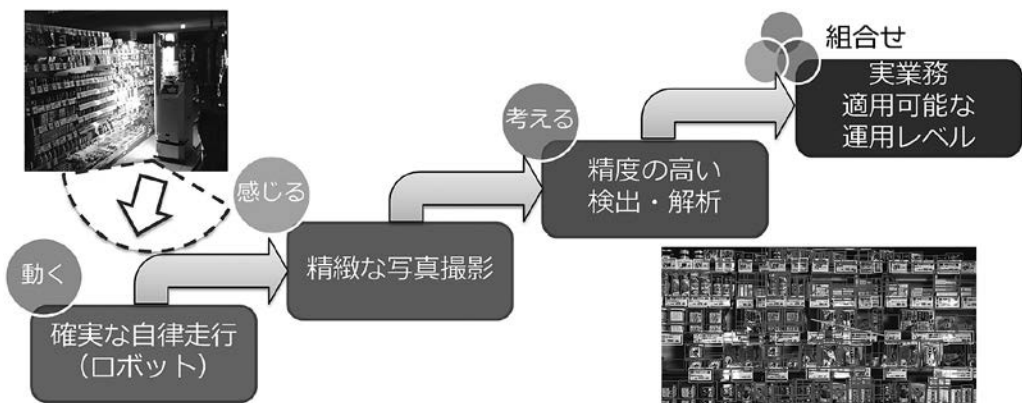 動く
確実な自律走行
（ロボット）
感じる
精緻な写真撮影
考える
精度の高い
検出・解析
組合せ
実業務
適用可能な
運用レベル